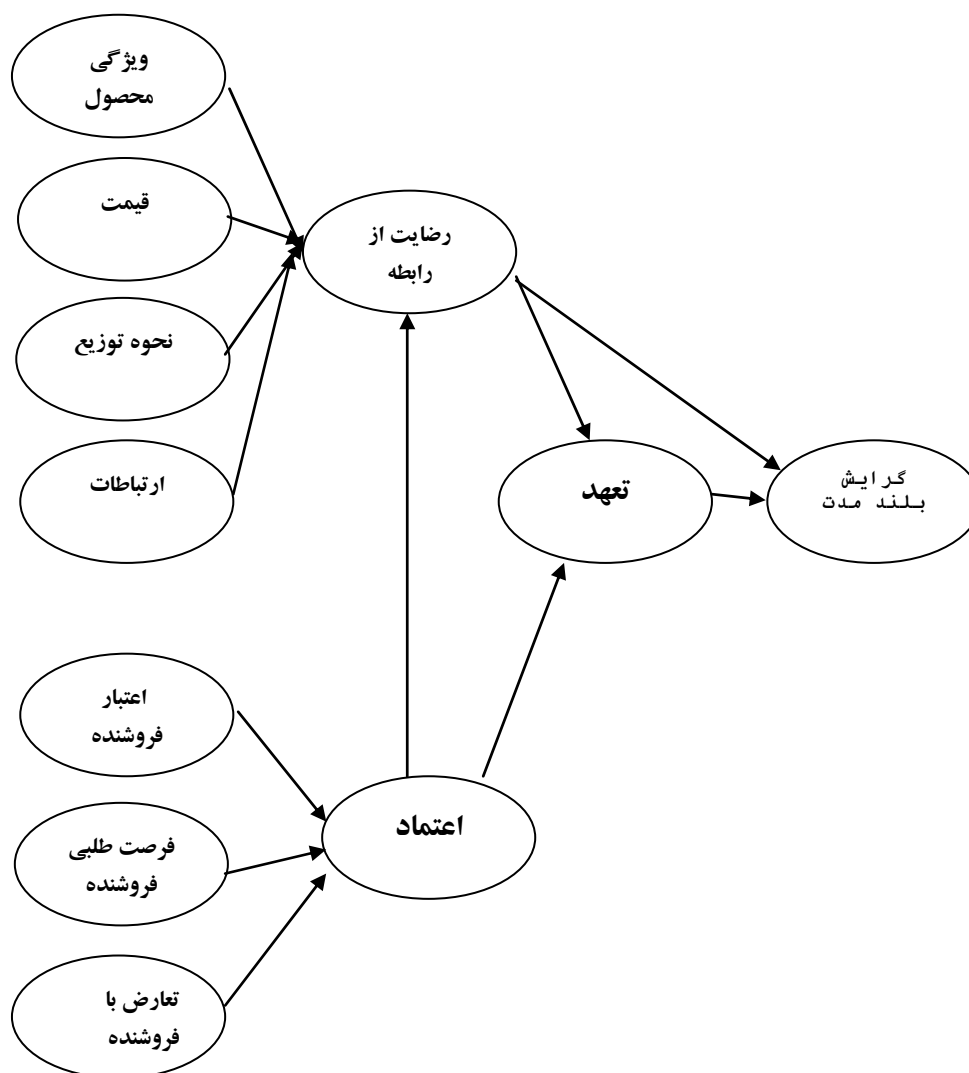 ویژگی
محصول
قیمت
نحوه توزیع
ارتباطات
رضایت از
رابطه
تعهد
گرایش
بلند مدت
اعتبار
فروشنده
فرصت طلبی
فروشنده
تعارض با
فروشنده
اعتماد